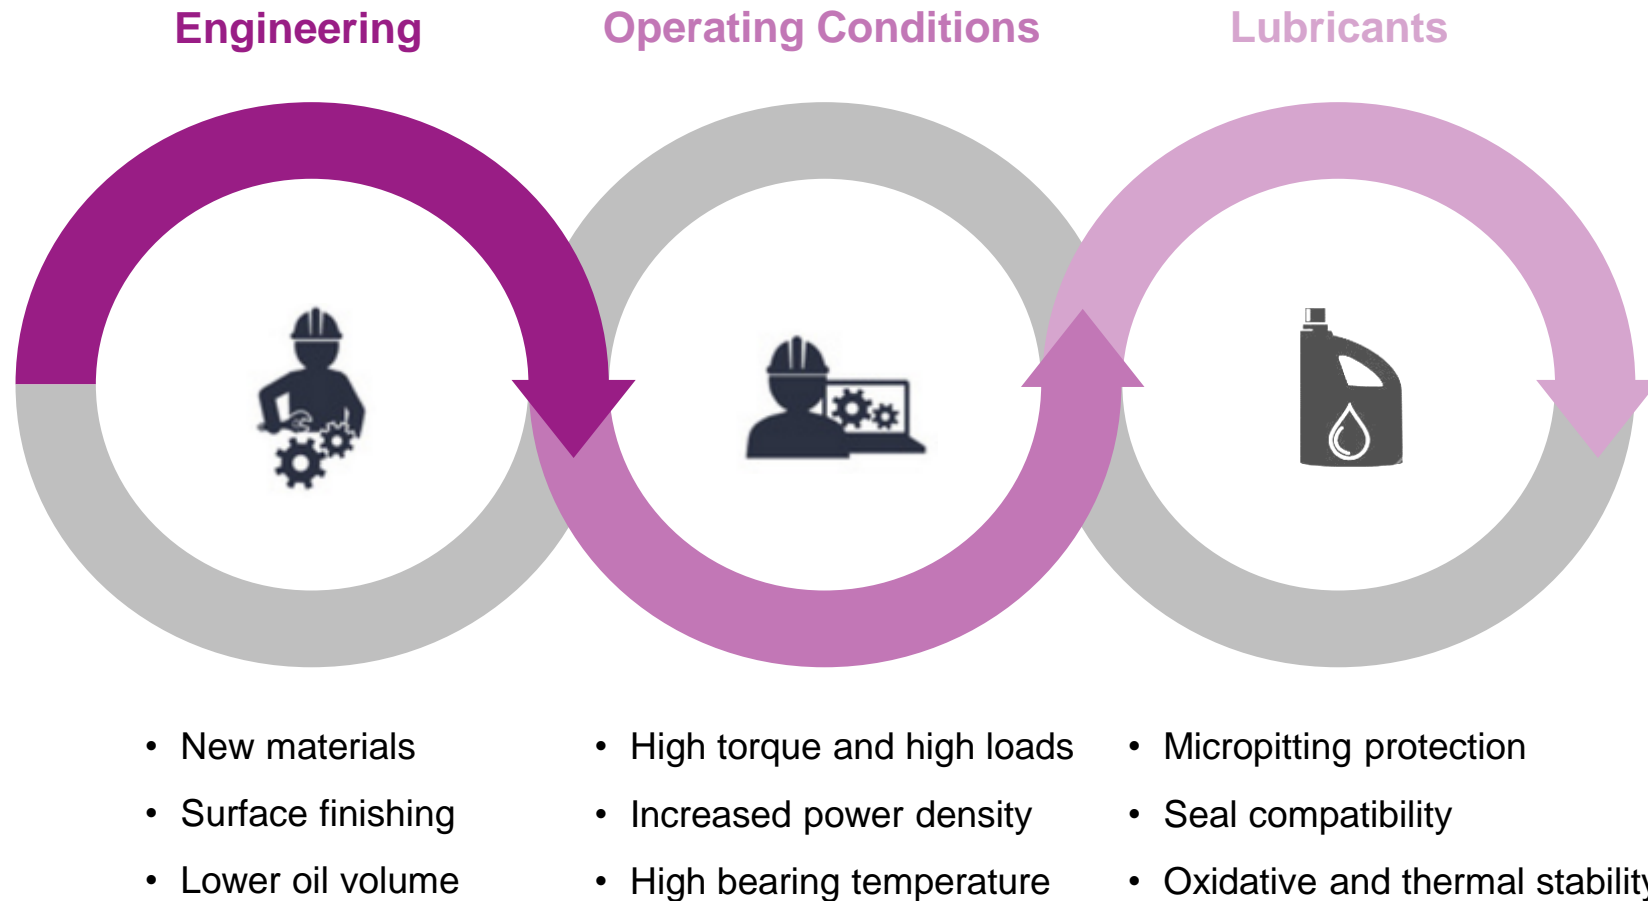 Engineering
Operating Conditions
Lubricants
• New materials
• Surface finishing
• Lower oil volume
• High torque and high loads
• Increased power density
• High bearing temperature
• Micropitting protection
• Seal compatibility
• Oxidative and thermal stability